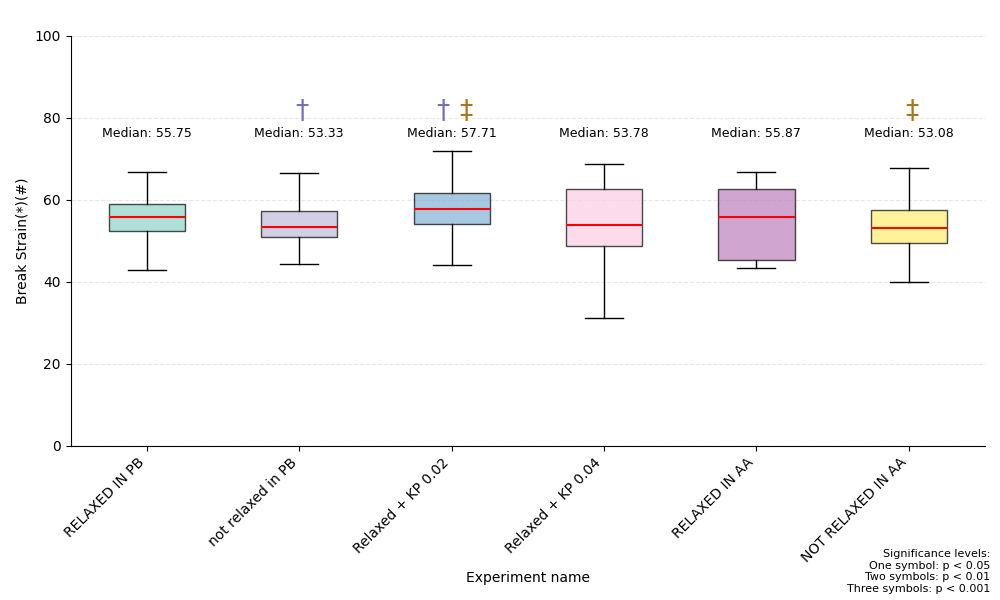 100
80
60
40
20
0
Break Strain(*)(#)
† † ‡ ‡
Median: 55.75 Median: 53.33 Median: 57.71 Median: 53.78 Median: 55.87 Median: 53.08
RELAXED IN PB
not relaxed in PB
Relaxed + KP 0.02
Relaxed + KP 0.04
RELAXED IN AA
NOT RELAXED IN AA
Experiment name
Significance levels:
One symbol: p < 0.05
Two symbols: p < 0.01
Three symbols: p < 0.001